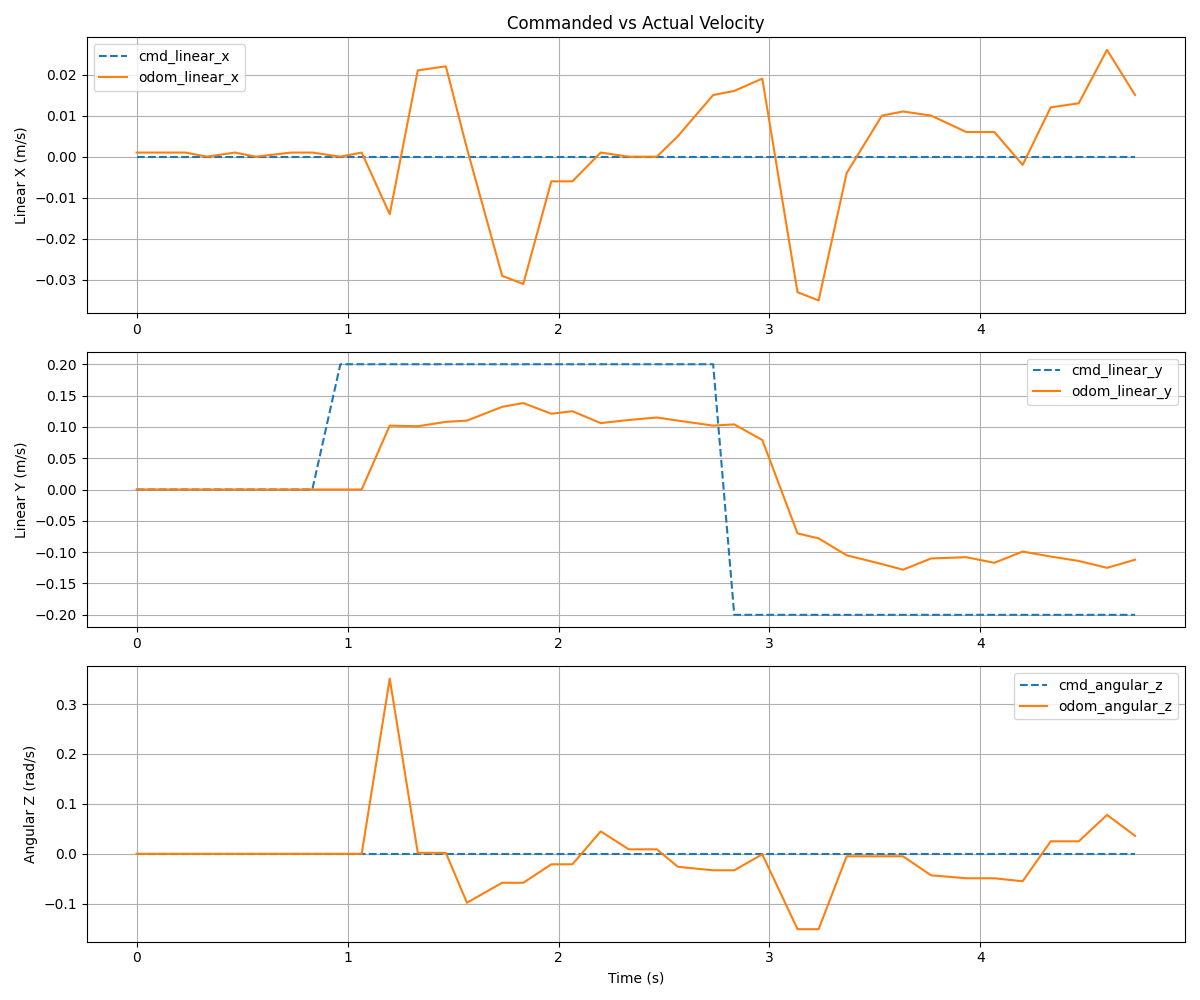 Commanded vs Actual Velocity
cmd_linear_x
odom_linear_x
Linear X (m/s)
0.02
0.01
0.00
−0.01
−0.02
−0.03
0 1 2 3 4
cmd_linear_y
odom_linear_y
Linear Y (m/s)
0.20
0.15
0.10
0.05
0.00
−0.05
−0.10
−0.15
−0.20
0 1 2 3 4
cmd_angular_z
odom_angular_z
Angular Z (rad/s)
0.3
0.2
0.1
0.0
−0.1
0 1 2 3 4
Time (s)